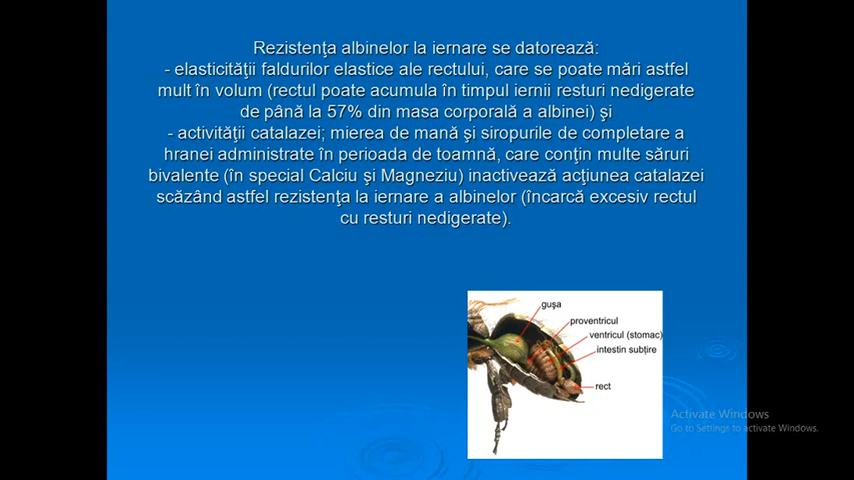 Rezistenţa albinelor la iernare se datorează:
- elasticităţii faldurilor elastice ale rectului, care se poate mări astfel
mult în volum (rectul poate acumula în timpul iernii resturi nedigerate
de până la 57% din masa corporală a albinei) şi
- activităţii catalazei; mierea de mană şi siropurile de completare a
hranei administrate în perioada de toamnă, care conţin multe săruri
bivalente (în special Calciu şi Magneziu) inactivează acţiunea catalazei
scăzând astfel rezistenţa la iernare a albinelor (încarcă excesiv rectul
cu resturi nedigerate).
guşa
proventricul
ventricul (stomac)
intestin subţire
rect
Activate Windows
Go to Settings to activate Windows.